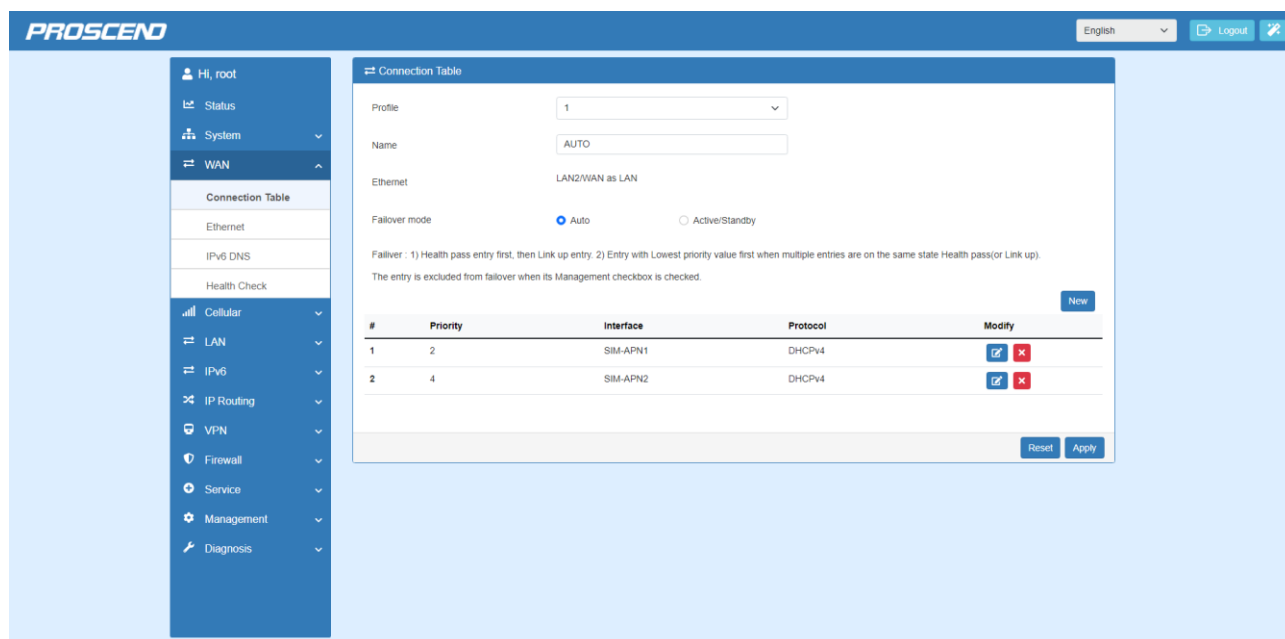 PROSCEND
English
Logout
Hi, root
Status
System
WAN
Connection Table
Ethernet
IPv6 DNS
Health Check
Cellular
LAN
IPv6
IP Routing
VPN
Firewall
Service
Management
Diagnosis
Connection Table
Profile 1
Name AUTO
Ethernet LAN2/WAN as LAN
Failover mode Auto Active/Standby
Failiver : 1) Health pass entry first, then Link up entry. 2) Entry with Lowest priority value first when multiple entries are on the same state Health pass(or Link up).
The entry is excluded from failover when its Management checkbox is checked.
New
# Priority Interface Protocol Modify
1 2 SIM-APN1 DHCPv4
2 4 SIM-APN2 DHCPv4
Reset Apply